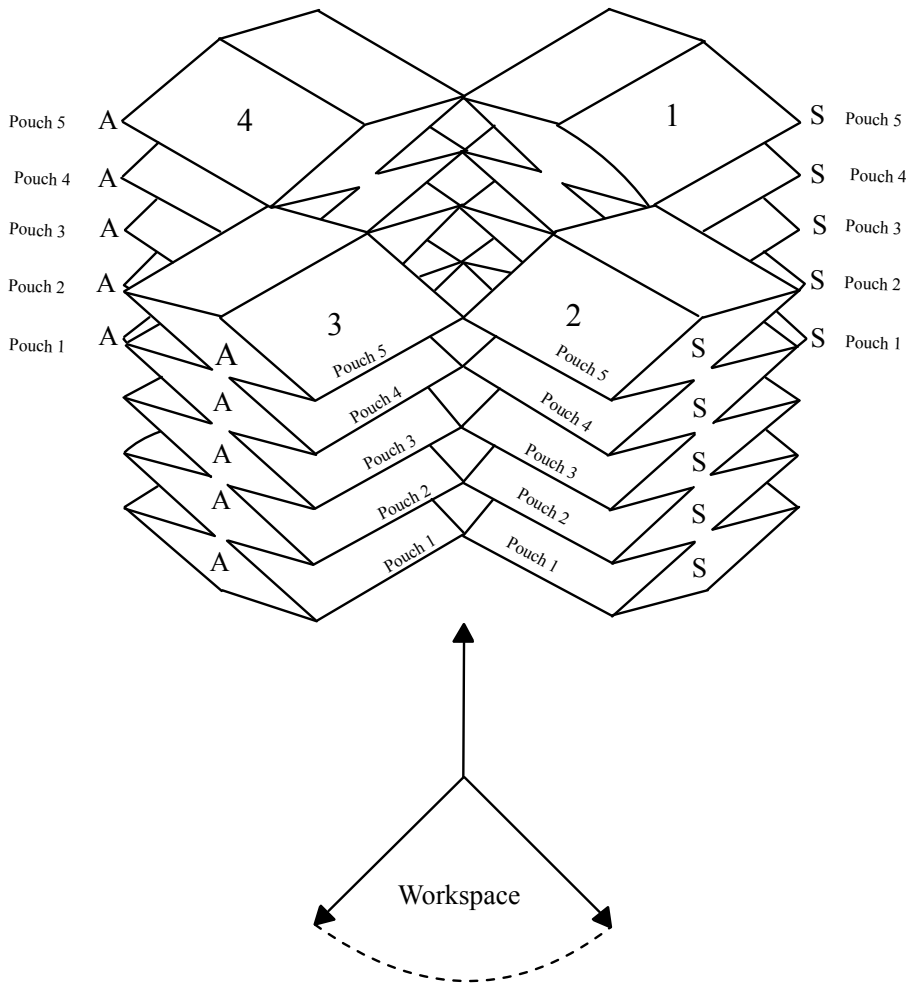 4
1
Pouch 5 A
S Pouch 5
Pouch 4 A
S Pouch 4
Pouch 3 A
S Pouch 3
Pouch 2 A
S Pouch 2
Pouch 1 A
S Pouch 1
3
2
A
Pouch 5
Pouch 5
S
A
Pouch 4
Pouch 4
S
A
Pouch 3
Pouch 3
S
A
Pouch 2
Pouch 2
S
A
Pouch 1
Pouch 1
S
Workspace